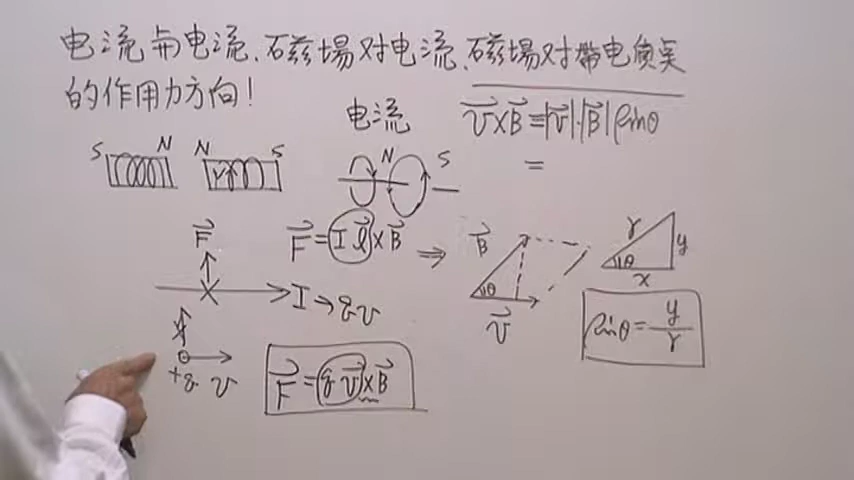 电流与电流、磁場对电流、磁場对带电质点
的作用力方向!
电流
V×B=|V|·|B|sinθ
=
S N N S
N S
F
F=Iℓ×B ⇒
I→qv
+q v
F=qv×B
B
θ
V
r
θ
y
x
sinθ=y/r